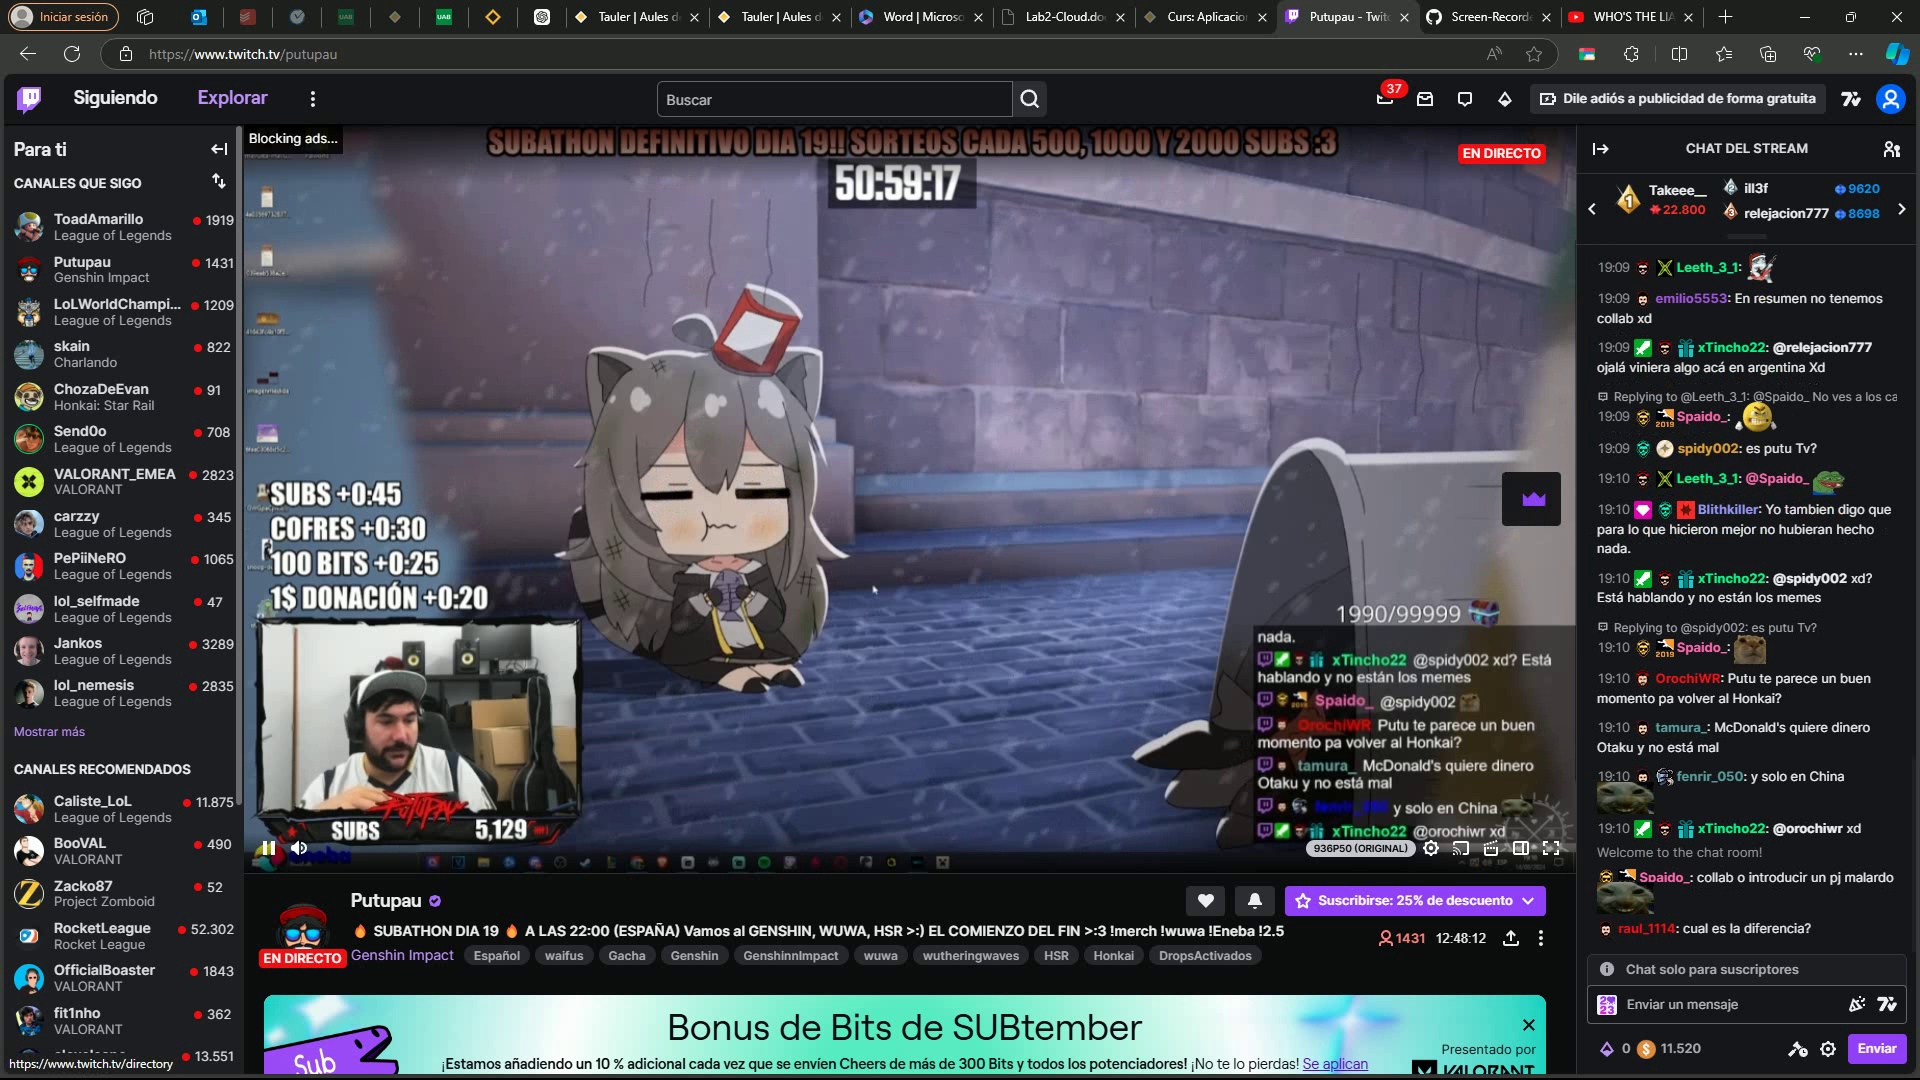 Iniciar sesión
Tauler | Aules d
Tauler | Aules d
Word | Microso
Lab2-Cloud.do
Curs: Aplicacio
Putupau - Twit
Screen-Record
WHO'S THE LIA
https://www.twitch.tv/putupau
Siguiendo
Explorar
Buscar
37
Dile adiós a publicidad de forma gratuita
Para ti
CANALES QUE SIGO
ToadAmarillo
1919
League of Legends
Putupau
1431
Genshin Impact
LoLWorldChampi...
1209
League of Legends
skain
822
Charlando
ChozaDeEvan
91
Honkai: Star Rail
Send0o
708
League of Legends
VALORANT_EMEA
2823
VALORANT
carzzy
345
League of Legends
PePiiNeRO
1065
League of Legends
lol_selfmade
47
League of Legends
Jankos
3289
League of Legends
lol_nemesis
2835
League of Legends
Mostrar más
CANALES RECOMENDADOS
Caliste_LoL
11.875
League of Legends
BooVAL
490
VALORANT
Zacko87
52
Project Zomboid
RocketLeague
52.302
Rocket League
OfficialBoaster
1843
VALORANT
fit1nho
362
VALORANT
13.551
https://www.twitch.tv/directory
Blocking ads...
SUBATHON DEFINITIVO DIA 19!! SORTEOS CADA 500, 1000 Y 2000 SUBS :3
EN DIRECTO
50:59:17
SUBS +0:45
COFRES +0:30
100 BITS +0:25
1$ DONACIÓN +0:20
1990/99999
nada.
xTincho22 @spidy002 xd? Está
hablando y no están los memes
Spaido_ @spidy002
OrochiWR Putu te parece un buen
momento pa volver al Honkai?
tamura_ McDonald's quiere dinero
Otaku y no está mal
y solo en China
xTincho22 @orochiwr xd
PUTUPAU
SUBS
5,129
eneba
936P50 (ORIGINAL)
Putupau
Suscribirse: 25% de descuento
SUBATHON DIA 19 🔥 A LAS 22:00 (ESPAÑA) Vamos al GENSHIN, WUWA, HSR >:) EL COMIENZO DEL FIN >:3 !merch !wuwa !Eneba !2.5
1431
12:48:12
EN DIRECTO
Genshin Impact
Español
waifus
Gacha
Genshin
GenshinnImpact
wuwa
wutheringwaves
HSR
Honkai
DropsActivados
Sub
Bonus de Bits de SUBtember
¡Estamos añadiendo un 10 % adicional cada vez que se envíen Cheers de más de 300 Bits y todos los potenciadores! ¡No te lo pierdas! Se aplican
Presentado por
VALORANT
CHAT DEL STREAM
1
Takeee__
22.800
2
ill3f
9620
3
relejacion777
8698
19:09 Leeth_3_1:
19:09 emilio5553: En resumen no tenemos
collab xd
19:09 xTincho22: @relejacion777
ojalá viniera algo acá en argentina Xd
Replying to @Leeth_3_1: @Spaido_ No ves a los ca
19:09 2019 Spaido_:
19:09 spidy002: es putu Tv?
19:10 Leeth_3_1: @Spaido_
19:10 Blithkiller: Yo tambien digo que
para lo que hicieron mejor no hubieran hecho
nada.
19:10 xTincho22: @spidy002 xd?
Está hablando y no están los memes
Replying to @spidy002: es putu Tv?
19:10 2019 Spaido_:
19:10 OrochiWR: Putu te parece un buen
momento pa volver al Honkai?
19:10 tamura_: McDonald's quiere dinero
Otaku y no está mal
19:10 fenrir_050: y solo en China
19:10 xTincho22: @orochiwr xd
Welcome to the chat room!
Spaido_: collab o introducir un pj malardo
raul_1114: cual es la diferencia?
Chat solo para suscriptores
Enviar un mensaje
0
11.520
Enviar